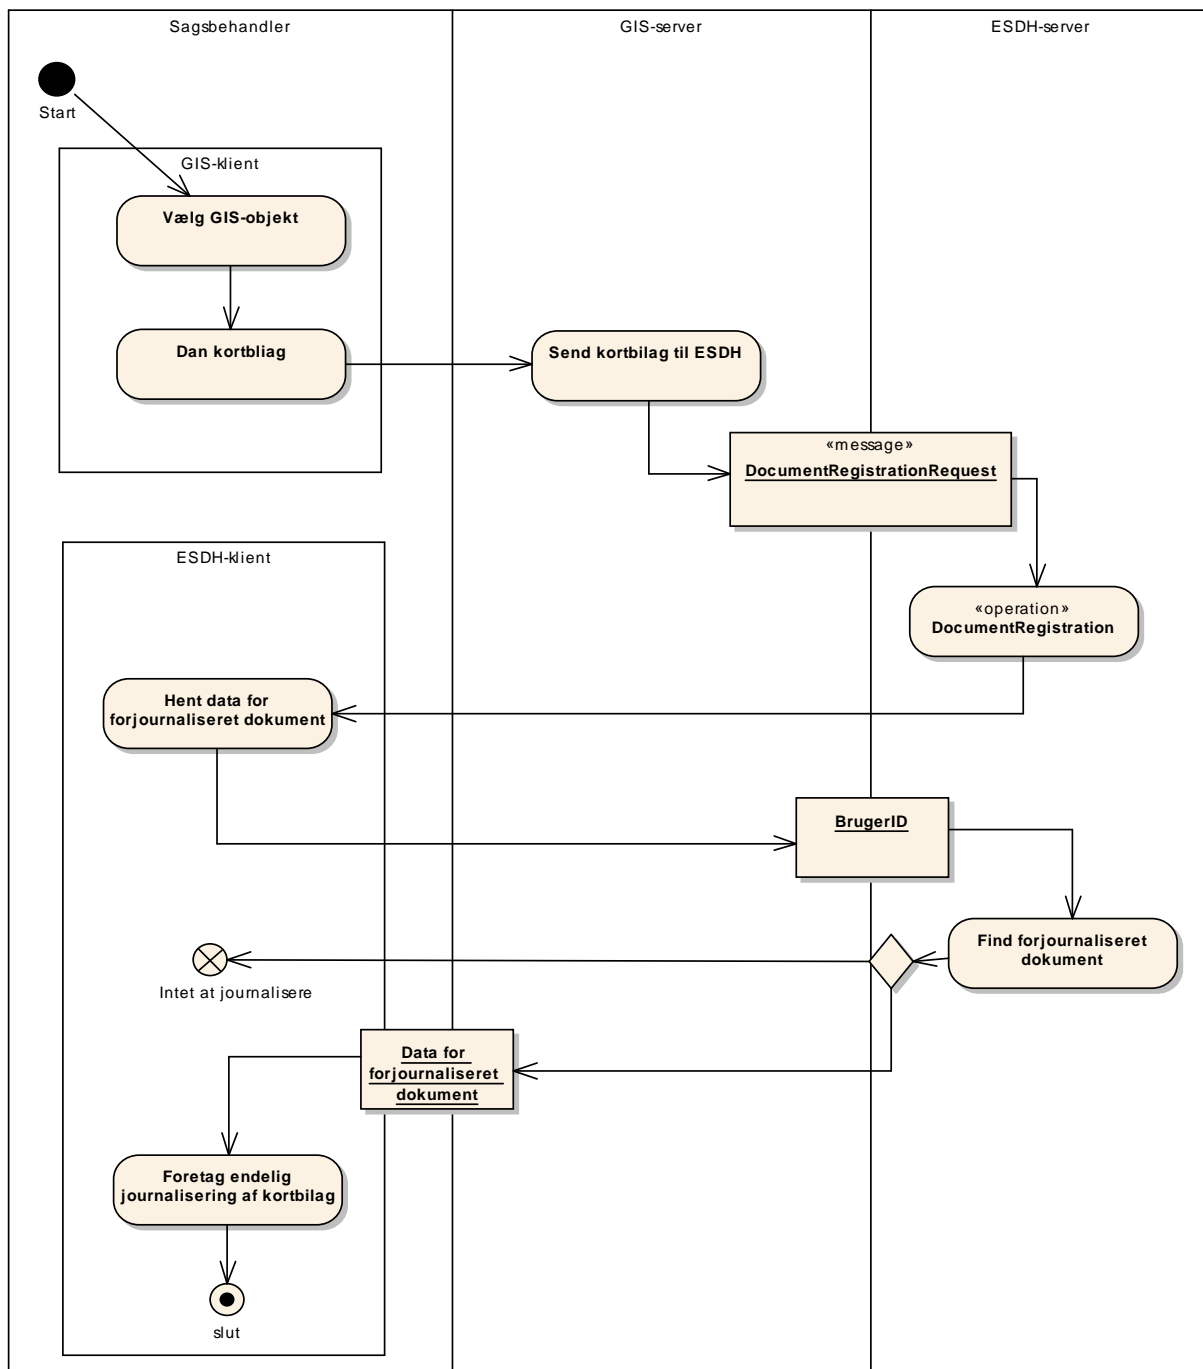 Sagsbehandler
GIS-server
ESDH-server
Start
GIS-klient
Vælg GIS-objekt
Dan kortbliag
Send kortbilag til ESDH
«message»
DocumentRegistrationRequest
ESDH-klient
«operation»
DocumentRegistration
Hent data for
forjournaliseret dokument
BrugerID
Find forjournaliseret
dokument
Intet at journalisere
Data for
forjournaliseret
dokument
Foretag endelig
journalisering af kortbilag
slut